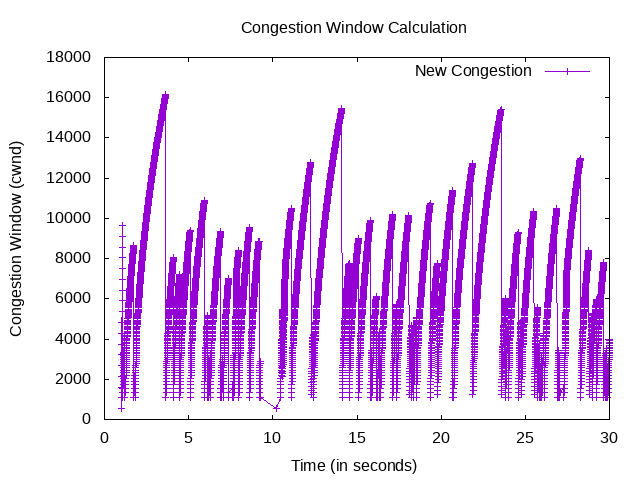 Congestion Window Calculation
18000
16000
14000
12000
10000
8000
6000
4000
2000
0
New Congestion
Congestion Window (cwnd)
0 5 10 15 20 25 30
Time (in seconds)